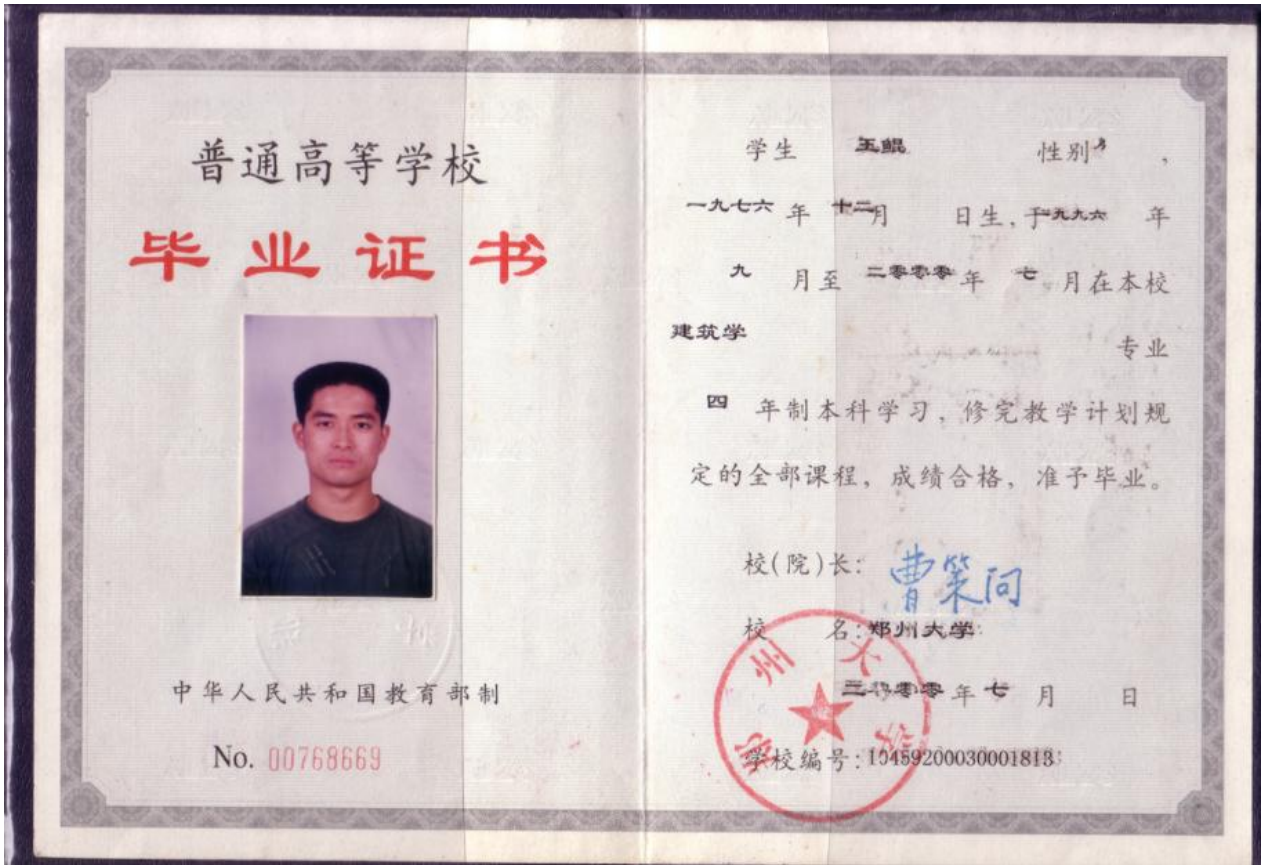 普通高等学校
毕业证书
中华人民共和国教育部制
No. 00768669
学生 王鲲 性别 ,
一九七六 年 十二月 日生,于一九九六 年
九 月至 二零零零 年 七 月在本校
建筑学 专业
四 年制本科学习,修完教学计划规
定的全部课程,成绩合格,准予毕业。
校(院)长: 曹策问
校 名:郑州大学
二零零零 年 七 月 日
学校编号:10459200030001813
郑州大学